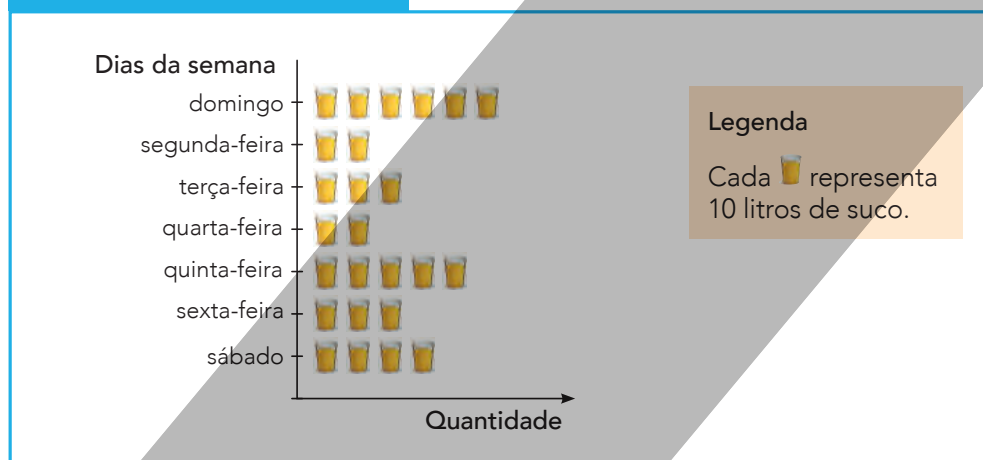 Dias da semana
domingo
segunda-feira
terça-feira
quarta-feira
quinta-feira
sexta-feira
sábado
Quantidade
Legenda
Cada representa
10 litros de suco.